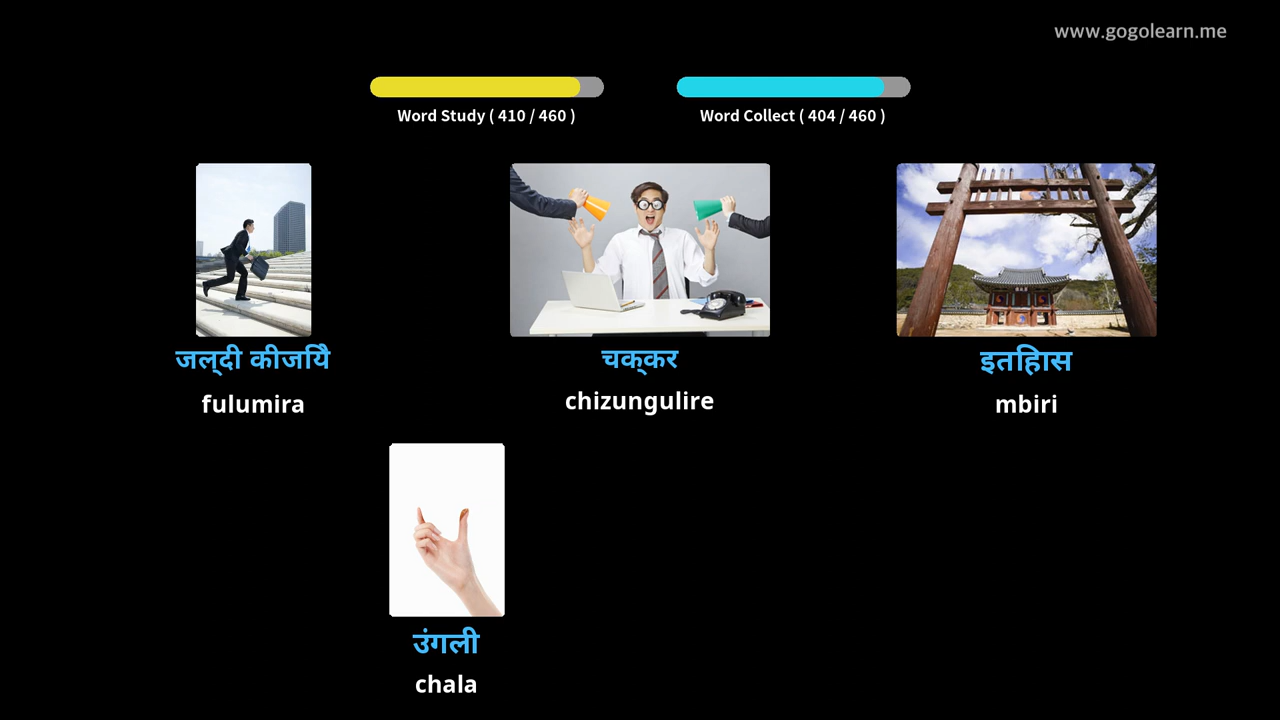 www.gogolearn.me
Word Study ( 410 / 460 )
Word Collect ( 404 / 460 )
जल्दी कीजिये
fulumira
चक्कर
chizungulire
इतिहास
mbiri
उंगली
chala